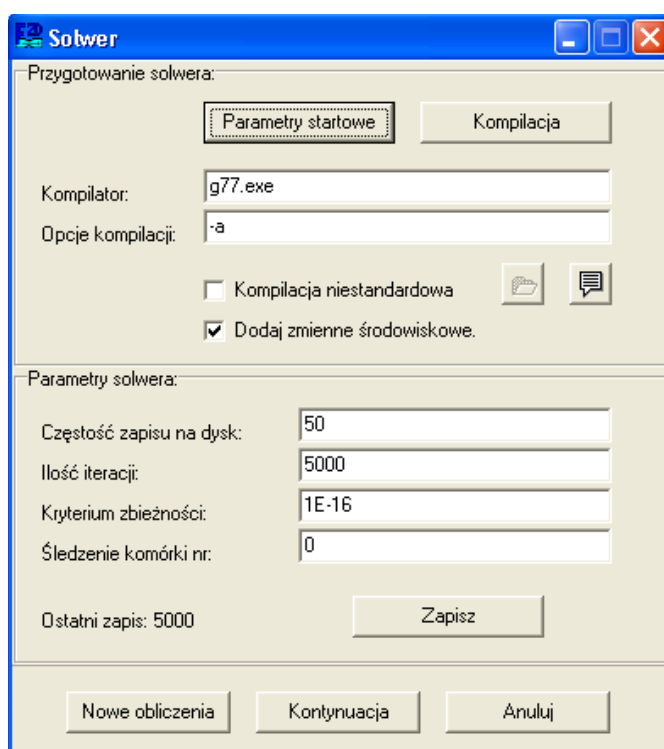 Solwer
Przygotowanie solwera:
Parametry startowe Kompilacja
Kompilator: g77.exe
Opcje kompilacji: -a
Kompilacja niestandardowa
Dodaj zmienne środowiskowe.
Parametry solwera:
Częstość zapisu na dysk: 50
Ilość iteracji: 5000
Kryterium zbieżności: 1E-16
Śledzenie komórki nr: 0
Ostatni zapis: 5000 Zapisz
Nowe obliczenia Kontynuacja Anuluj